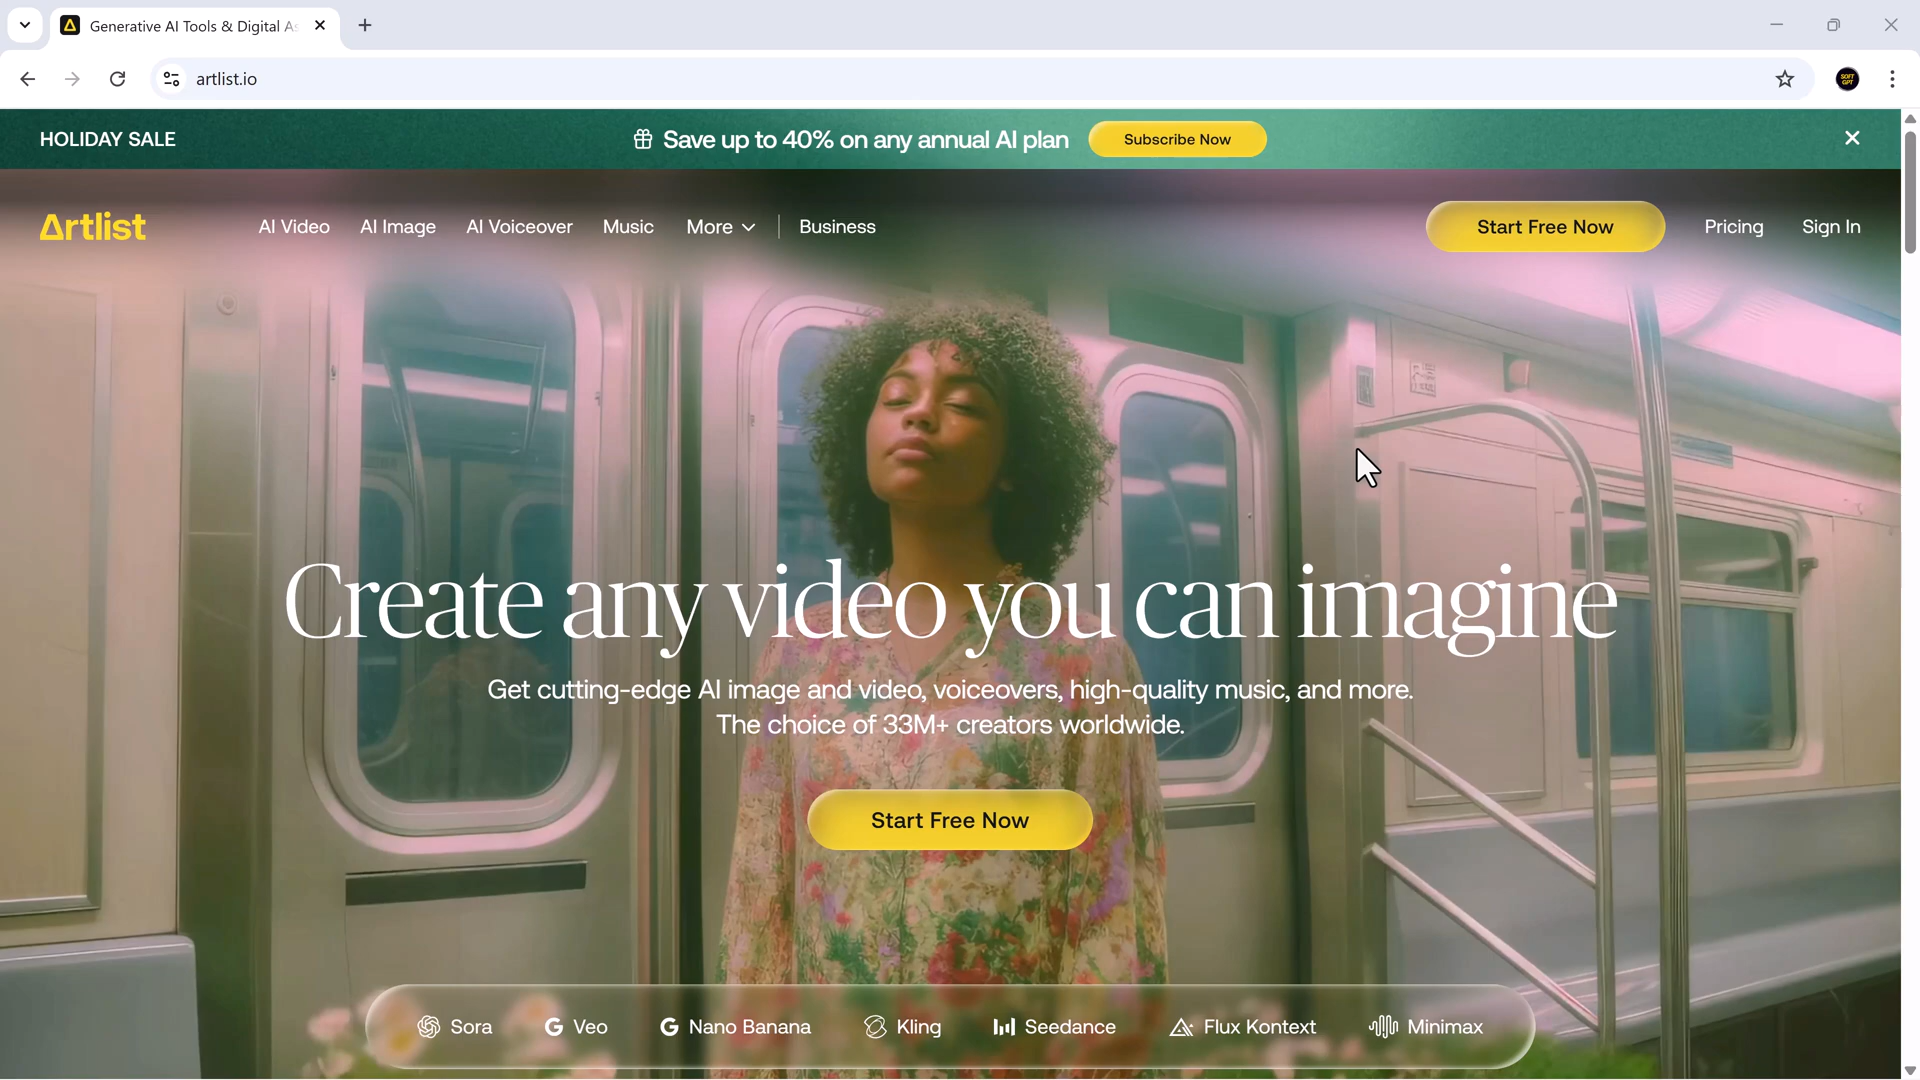 Generative AI Tools & Digital As
artlist.io
SOFT
GPT
HOLIDAY SALE
Save up to 40% on any annual AI plan
Subscribe Now
Artlist
AI Video
AI Image
AI Voiceover
Music
More
Business
Start Free Now
Pricing
Sign In
Create any video you can imagine
Get cutting-edge AI image and video, voiceovers, high-quality music, and more.
The choice of 33M+ creators worldwide.
Start Free Now
Sora
Veo
Nano Banana
Kling
Seedance
Flux Kontext
Minimax